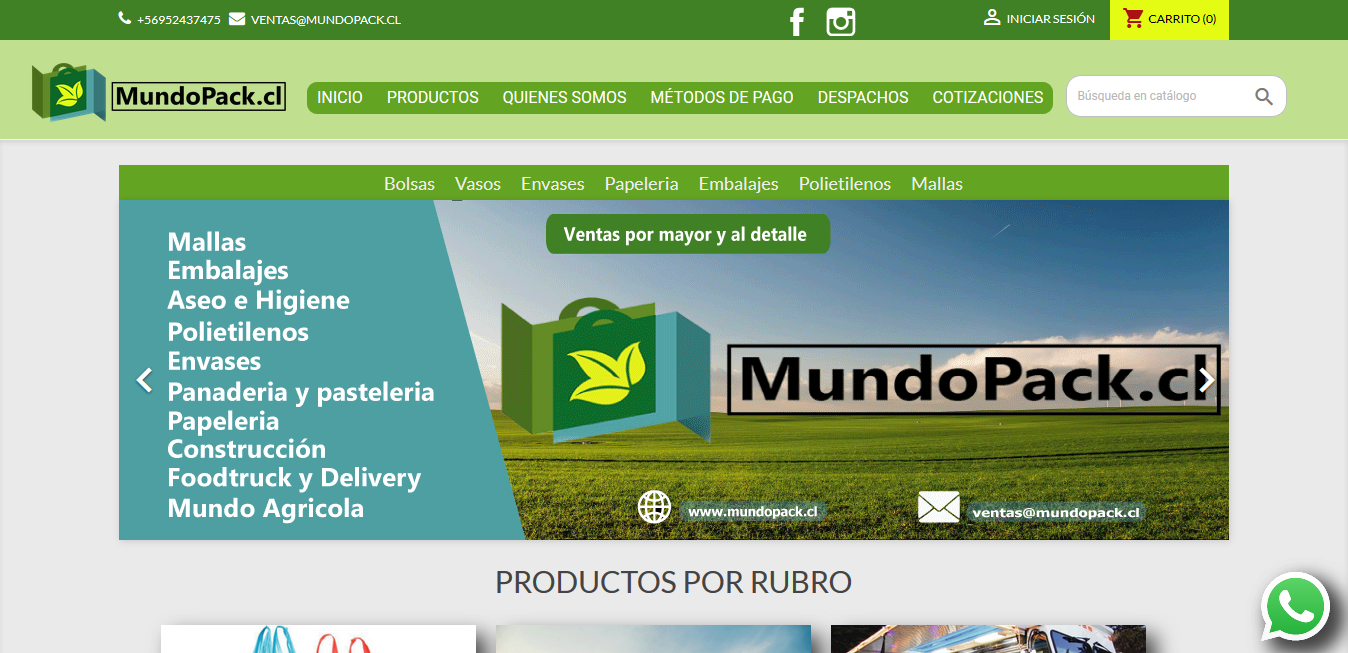 +56952437475 VENTAS@MUNDOPACK.CL
INICIAR SESIÓN
CARRITO (0)
MundoPack.cl
INICIO PRODUCTOS QUIENES SOMOS MÉTODOS DE PAGO DESPACHOS COTIZACIONES
Búsqueda en catálogo
Bolsas Vasos Envases Papeleria Embalajes Polietilenos Mallas
Ventas por mayor y al detalle
Mallas
Embalajes
Aseo e Higiene
Polietilenos
Envases
Panaderia y pasteleria
Papeleria
Construcción
Foodtruck y Delivery
Mundo Agricola
MundoPack.cl
www.mundopack.cl
ventas@mundopack.cl
PRODUCTOS POR RUBRO